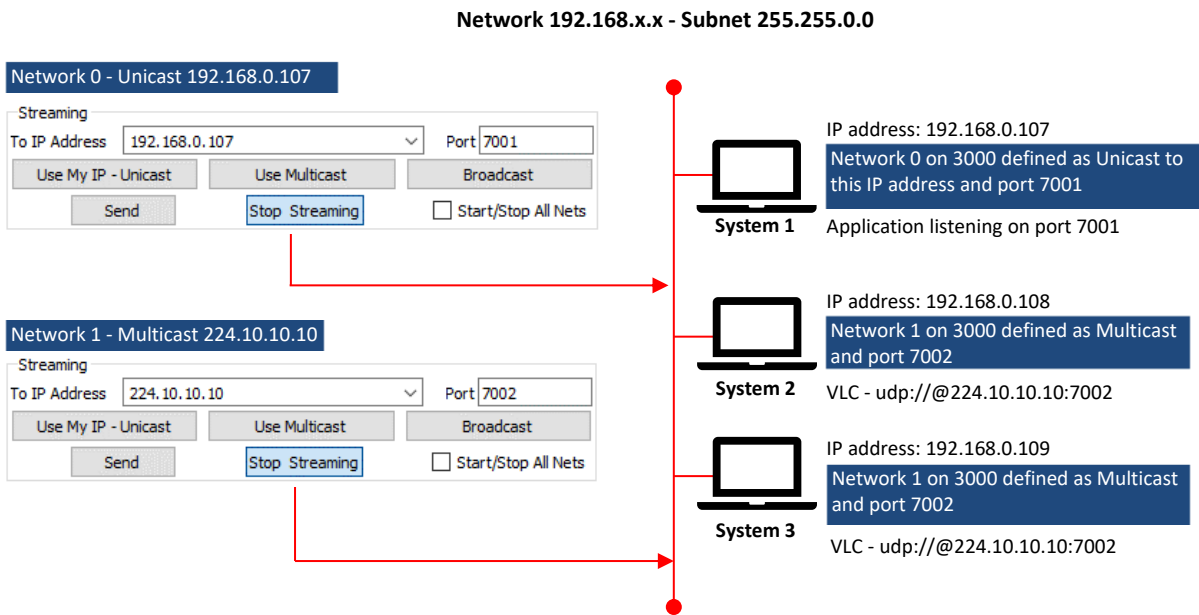 Network 192.168.x.x - Subnet 255.255.0.0
Network 0 - Unicast 192.168.0.107
Streaming
To IP Address 192.168.0.107 Port 7001
Use My IP - Unicast Use Multicast Broadcast
Send Stop Streaming Start/Stop All Nets
Network 1 - Multicast 224.10.10.10
Streaming
To IP Address 224.10.10.10 Port 7002
Use My IP - Unicast Use Multicast Broadcast
Send Stop Streaming Start/Stop All Nets
IP address: 192.168.0.107
Network 0 on 3000 defined as Unicast to
this IP address and port 7001
System 1
Application listening on port 7001
IP address: 192.168.0.108
Network 1 on 3000 defined as Multicast
and port 7002
System 2
VLC - udp://@224.10.10.10:7002
IP address: 192.168.0.109
Network 1 on 3000 defined as Multicast
and port 7002
System 3
VLC - udp://@224.10.10.10:7002